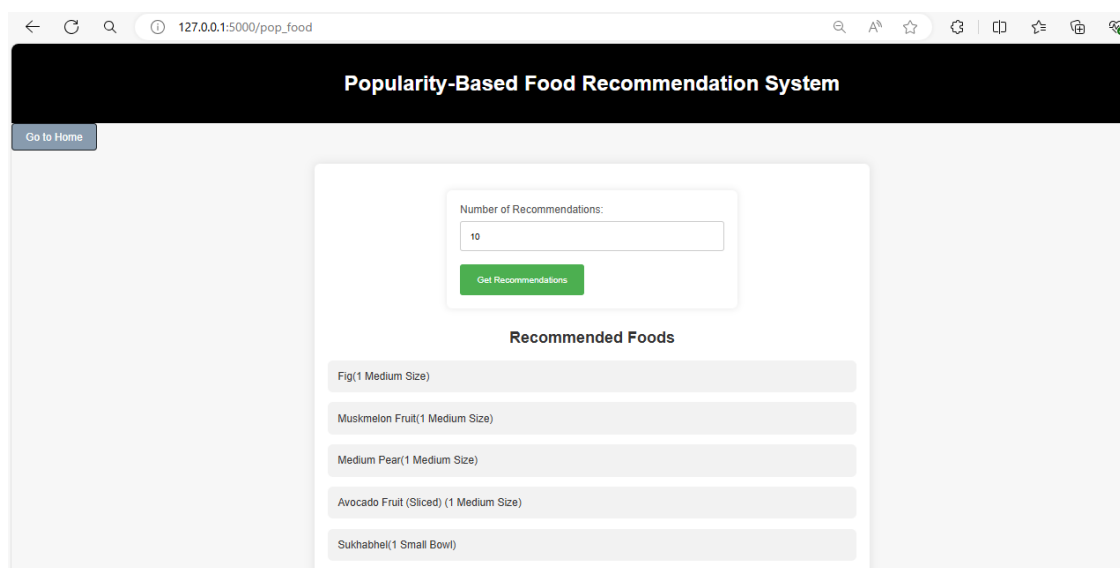 127.0.0.1:5000/pop_food
Popularity-Based Food Recommendation System
Go to Home
Number of Recommendations:
10
Get Recommendations
Recommended Foods
Fig(1 Medium Size)
Muskmelon Fruit(1 Medium Size)
Medium Pear(1 Medium Size)
Avocado Fruit (Sliced) (1 Medium Size)
Sukhabhel(1 Small Bowl)